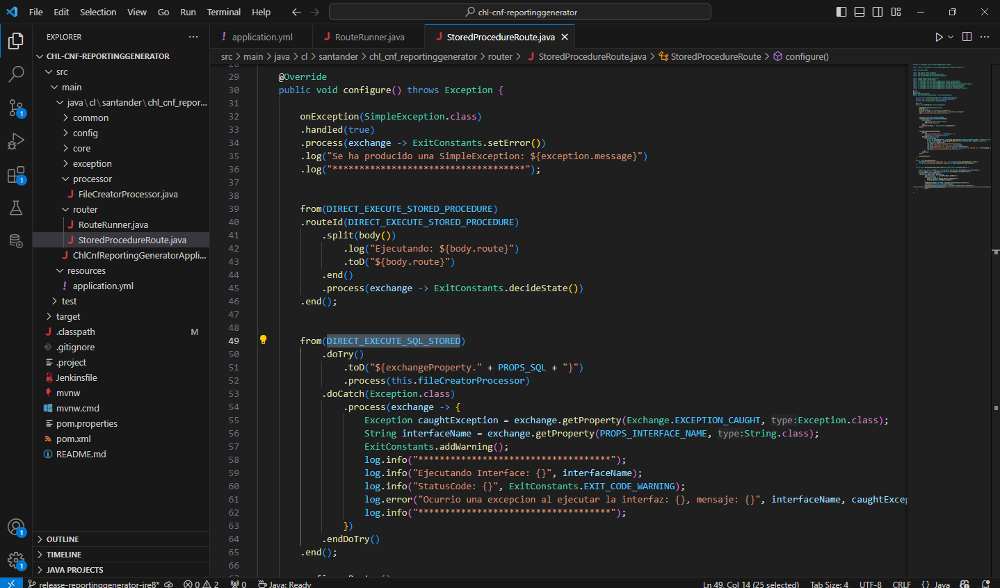 File Edit Selection View Go Run Terminal Help
chl-cnf-reportinggenerator
EXPLORER
CHL-CNF-REPORTINGGENERATOR
src
main
java\cl\santander\chl_cnf_repor...
common
config
core
exception
processor
FileCreatorProcessor.java
router
RouteRunner.java
StoredProcedureRoute.java
ChlCnfReportingGeneratorAppli...
resources
application.yml
test
target
.classpath M
.gitignore
.project
Jenkinsfile
mvnw
mvnw.cmd
pom.properties
pom.xml
README.md
OUTLINE
TIMELINE
JAVA PROJECTS
application.yml RouteRunner.java StoredProcedureRoute.java
src > main > java > cl > santander > chl_cnf_reportinggenerator > router > StoredProcedureRoute.java > StoredProcedureRoute > configure()
28
29 @Override
30 public void configure() throws Exception {
31
32 onException(SimpleException.class)
33 .handled(true)
34 .process(exchange -> ExitConstants.setError())
35 .log("Se ha producido una SimpleException: ${exception.message}")
36 .log("************************************");
37
38
39 from(DIRECT_EXECUTE_STORED_PROCEDURE)
40 .routeId(DIRECT_EXECUTE_STORED_PROCEDURE)
41 .split(body())
42 .log("Ejecutando: ${body.route}")
43 .toD("${body.route}")
44 .end()
45 .process(exchange -> ExitConstants.decideState())
46 .end();
47
48
49 from(DIRECT_EXECUTE_SQL_STORED)
50 .doTry()
51 .toD("${exchangeProperty." + PROPS_SQL + "}")
52 .process(this.fileCreatorProcessor)
53 .doCatch(Exception.class)
54 .process(exchange -> {
55 Exception caughtException = exchange.getProperty(Exchange.EXCEPTION_CAUGHT, type:Exception.class);
56 String interfaceName = exchange.getProperty(PROPS_INTERFACE_NAME, type:String.class);
57 ExitConstants.addWarning();
58 log.info("************************************");
59 log.info("Ejecutando Interface: {}", interfaceName);
60 log.info("StatusCode: {}", ExitConstants.EXIT_CODE_WARNING);
61 log.error("Ocurrio una excepcion al ejecutar la interfaz: {}, mensaje: {}", interfaceName, caughtExcep
62 log.info("************************************");
63 })
64 .endDoTry()
65 .end();
66
release-reportinggenerator-jre8* 0 2 0 Java: Ready Ln 49, Col 14 (25 selected) Tab Size: 4 UTF-8 CRLF {} Java